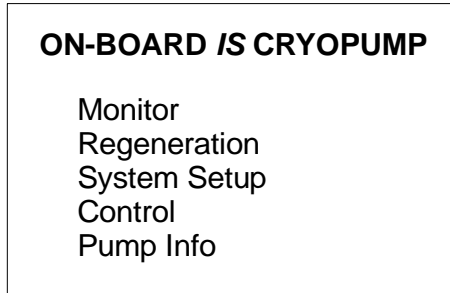 ON-BOARD IS CRYOPUMP
Monitor
Regeneration
System Setup
Control
Pump Info